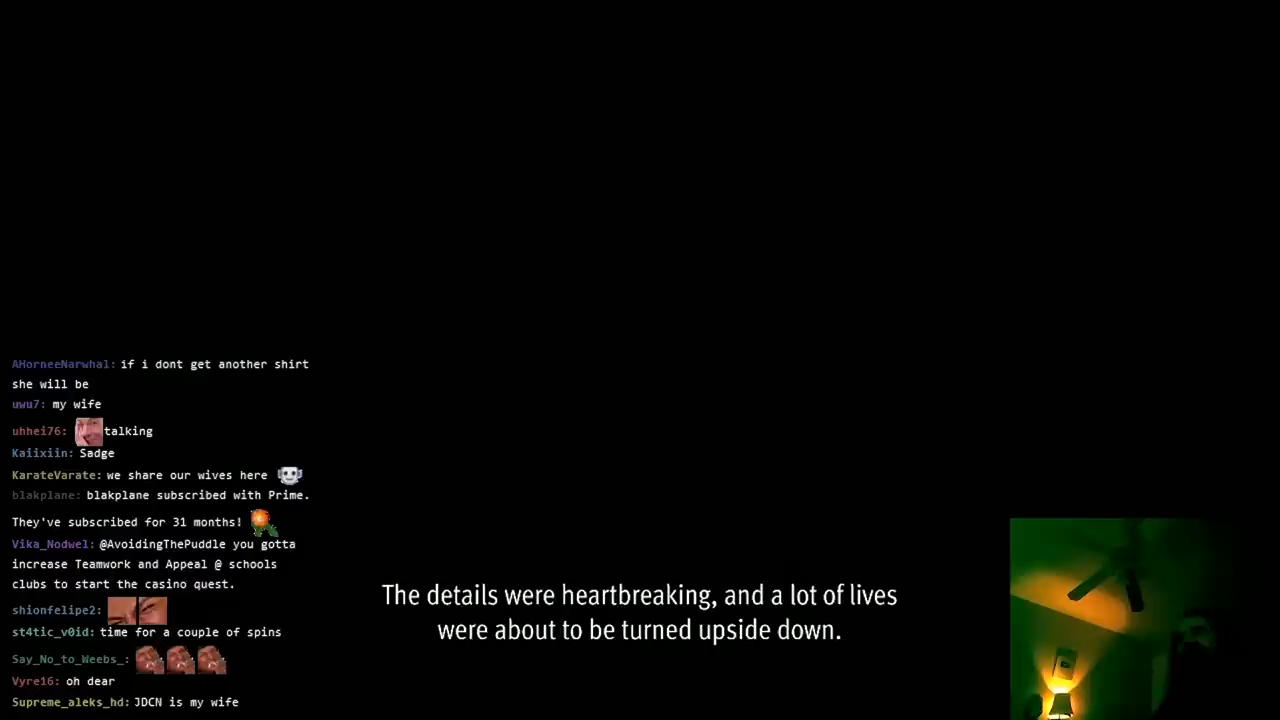 AHorneeNarwhal: if i dont get another shirt
she will be
uwu7: my wife
uhhei76: talking
Kaiixiin: Sadge
KarateVarate: we share our wives here
blakplane: blakplane subscribed with Prime.
They've subscribed for 31 months!
Vika_Nodwel: @AvoidingThePuddle you gotta
increase Teamwork and Appeal @ schools
clubs to start the casino quest.
shionfelipe2:
st4tic_v0id: time for a couple of spins
Say_No_to_Weebs_:
Vyre16: oh dear
Supreme_aleks_hd: JDCN is my wife
The details were heartbreaking, and a lot of lives
were about to be turned upside down.